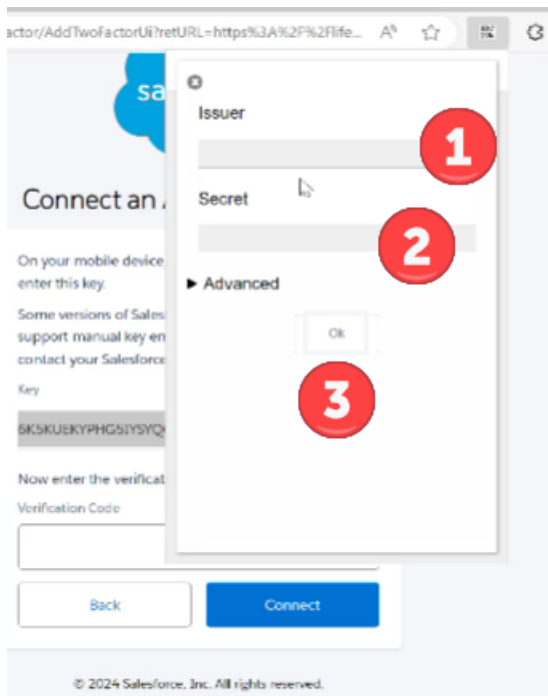 actor/AddTwoFactorUi?retURL=https%3A%2F%2Flife...
sa
Issuer
1
Connect an
Secret
2
On your mobile device,
enter this key.
Advanced
Some versions of Sales
support manual key en
contact your Salesforce
Ok
3
Key
6K5KUEKYPHG5IYSYQ
Now enter the verificat
Verification Code
Back
Connect
© 2024 Salesforce, Inc. All rights reserved.